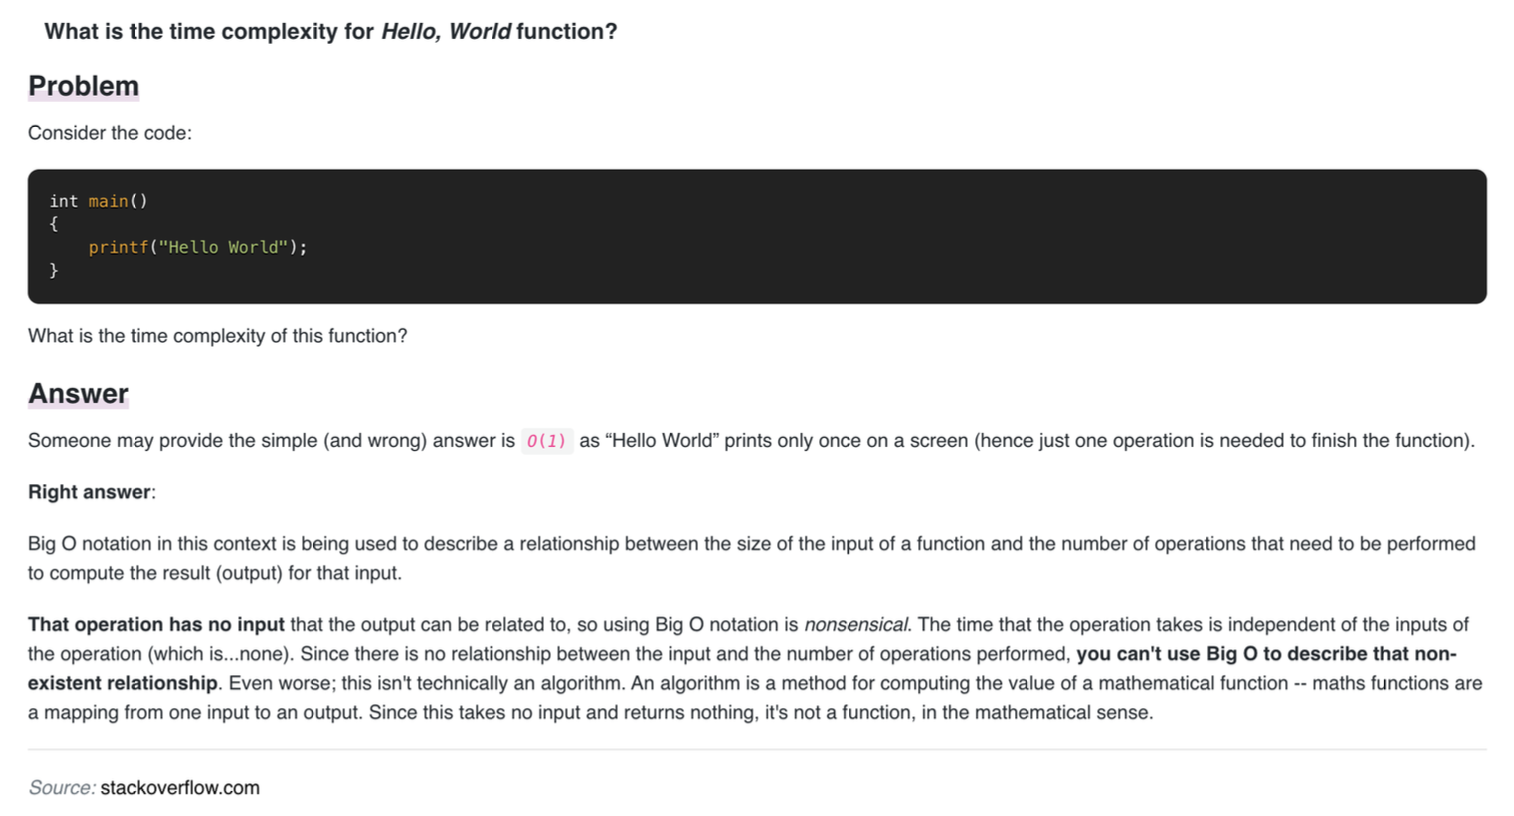 What is the time complexity for Hello, World function?
Problem
Consider the code:
int main()
{
    printf("Hello World");
}
What is the time complexity of this function?
Answer
Someone may provide the simple (and wrong) answer is O(1) as “Hello World” prints only once on a screen (hence just one operation is needed to finish the function).
Right answer:
Big O notation in this context is being used to describe a relationship between the size of the input of a function and the number of operations that need to be performed
to compute the result (output) for that input.
That operation has no input that the output can be related to, so using Big O notation is nonsensical. The time that the operation takes is independent of the inputs of
the operation (which is...none). Since there is no relationship between the input and the number of operations performed, you can't use Big O to describe that non-
existent relationship. Even worse; this isn't technically an algorithm. An algorithm is a method for computing the value of a mathematical function -- maths functions are
a mapping from one input to an output. Since this takes no input and returns nothing, it's not a function, in the mathematical sense.
Source: stackoverflow.com